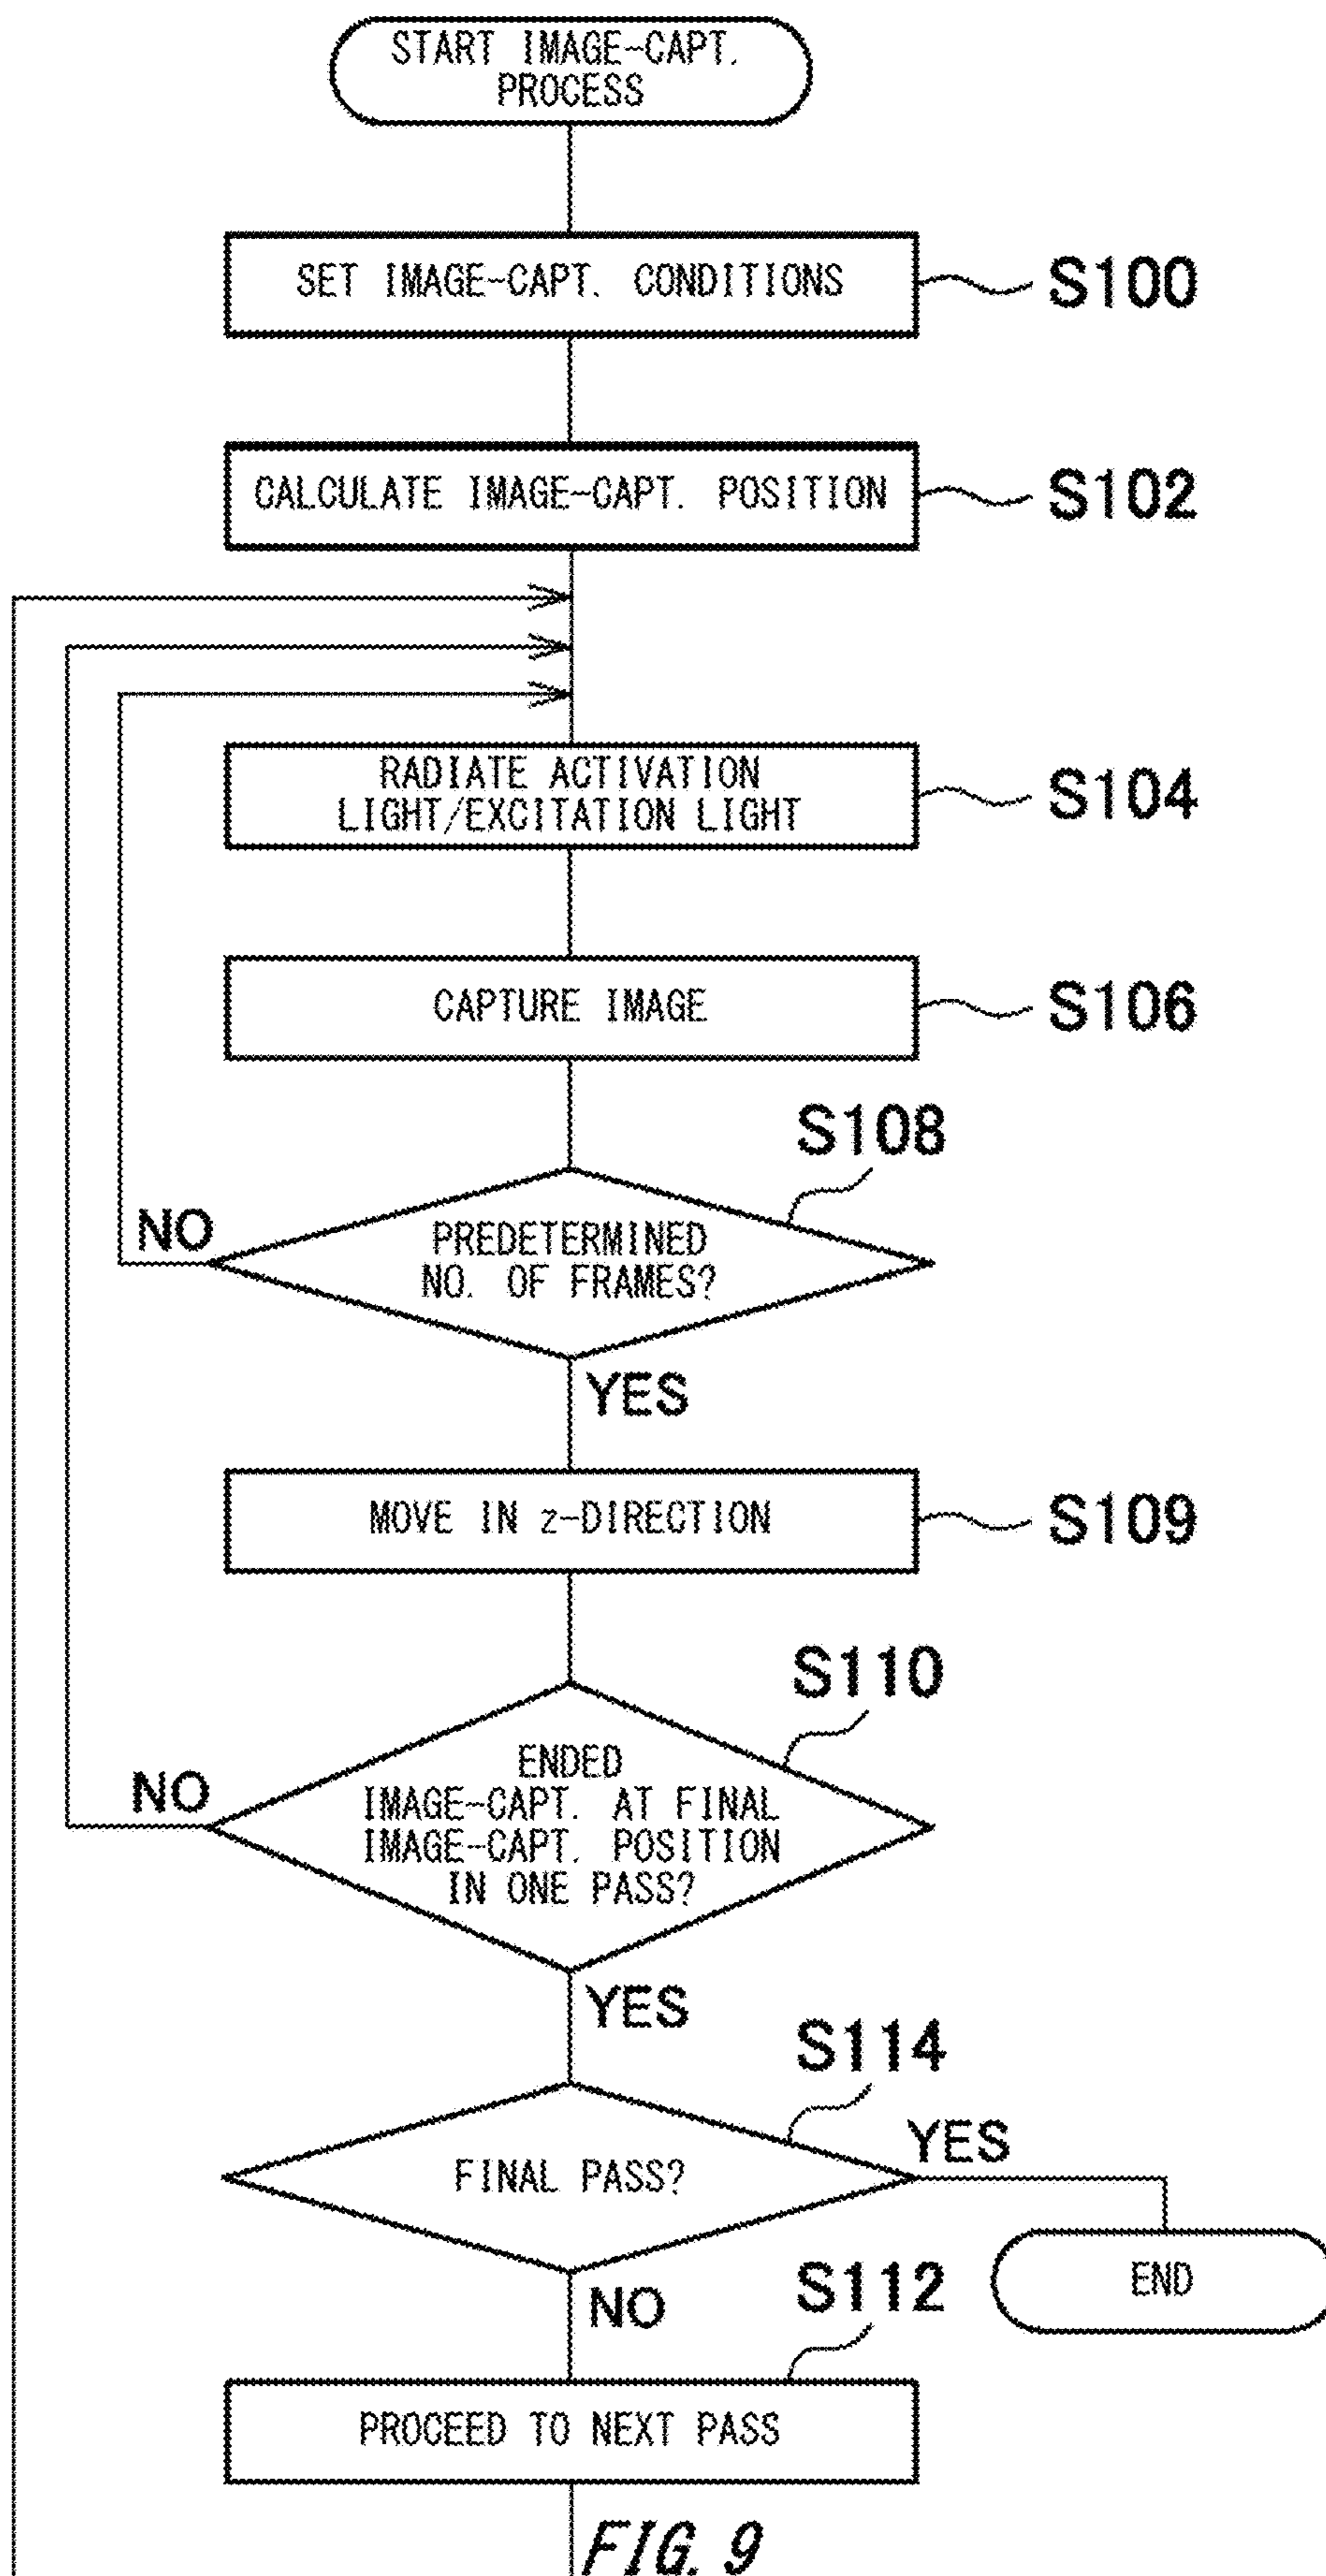 START IMAGE-CAPT.
PROCESS
SET IMAGE-CAPT. CONDITIONS
S100
CALCULATE IMAGE-CAPT. POSITION
S102
RADIATE ACTIVATION
LIGHT/EXCITATION LIGHT
S104
CAPTURE IMAGE
S106
S108
NO
PREDETERMINED
NO. OF FRAMES?
YES
MOVE IN z-DIRECTION
S109
S110
NO
ENDED
IMAGE-CAPT. AT FINAL
IMAGE-CAPT. POSITION
IN ONE PASS?
YES
S114
YES
FINAL PASS?
END
NO
S112
PROCEED TO NEXT PASS
FIG. 9